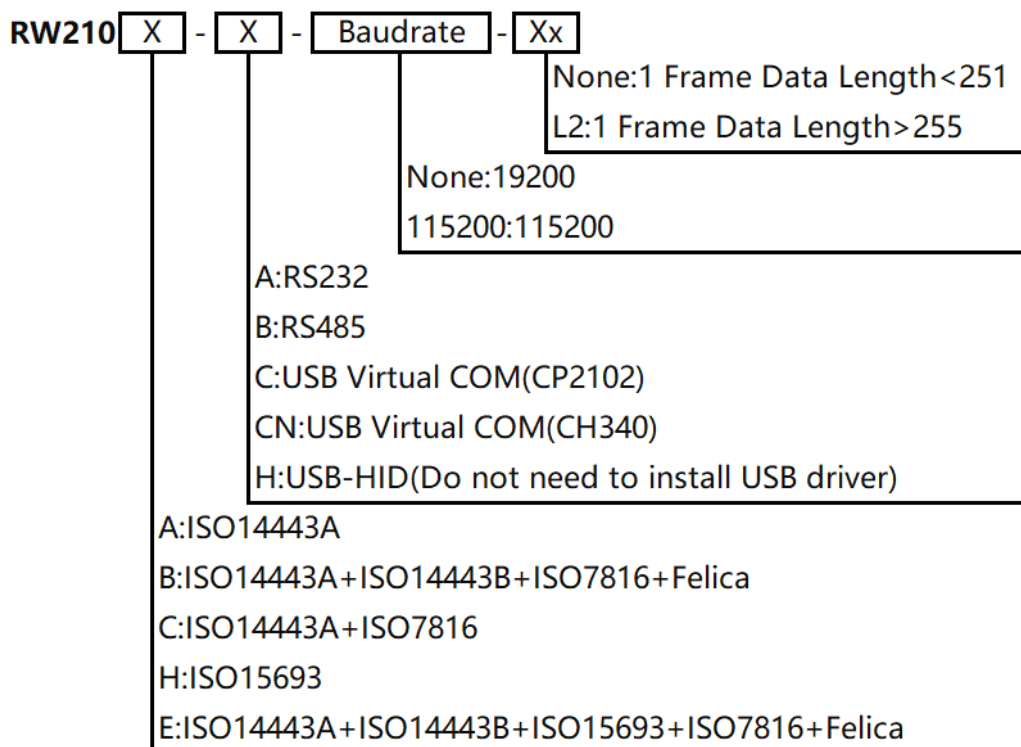 RW210 X - X - Baudrate - Xx
None:1 Frame Data Length<251
L2:1 Frame Data Length>255
None:19200
115200:115200
A:RS232
B:RS485
C:USB Virtual COM(CP2102)
CN:USB Virtual COM(CH340)
H:USB-HID(Do not need to install USB driver)
A:ISO14443A
B:ISO14443A+ISO14443B+ISO7816+Felica
C:ISO14443A+ISO7816
H:ISO15693
E:ISO14443A+ISO14443B+ISO15693+ISO7816+Felica